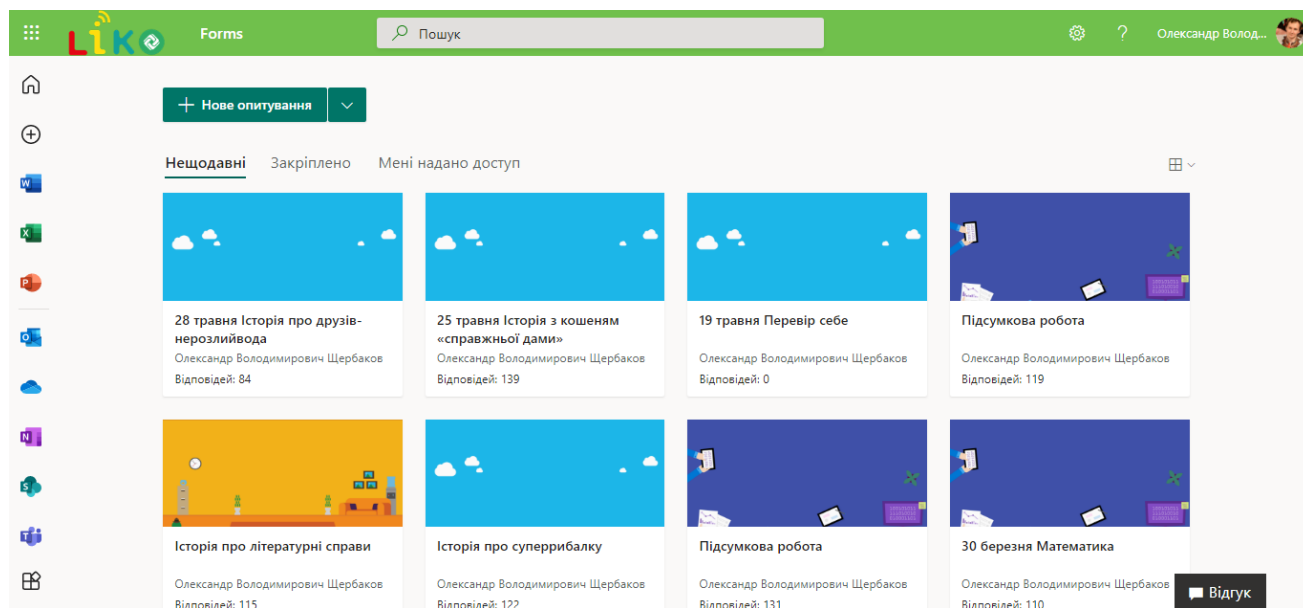 LiKO Forms Пошук ? Олександр Волод...
Нове опитування
Нещодавні Закріплено Мені надано доступ
28 травня Історія про друзів-
нерозлийвода
Олександр Володимирович Щербаков
Відповідей: 84
25 травня Історія з кошеням
«справжньої дами»
Олександр Володимирович Щербаков
Відповідей: 139
19 травня Перевір себе
Олександр Володимирович Щербаков
Відповідей: 0
Підсумкова робота
Олександр Володимирович Щербаков
Відповідей: 119
Історія про літературні справи
Олександр Володимирович Щербаков
Відповідей: 115
Історія про суперрибалку
Олександр Володимирович Щербаков
Відповідей: 122
Підсумкова робота
Олександр Володимирович Щербаков
Відповідей: 131
30 березня Математика
Олександр Володимирович Щербаков
Відповідей: 110
Відгук